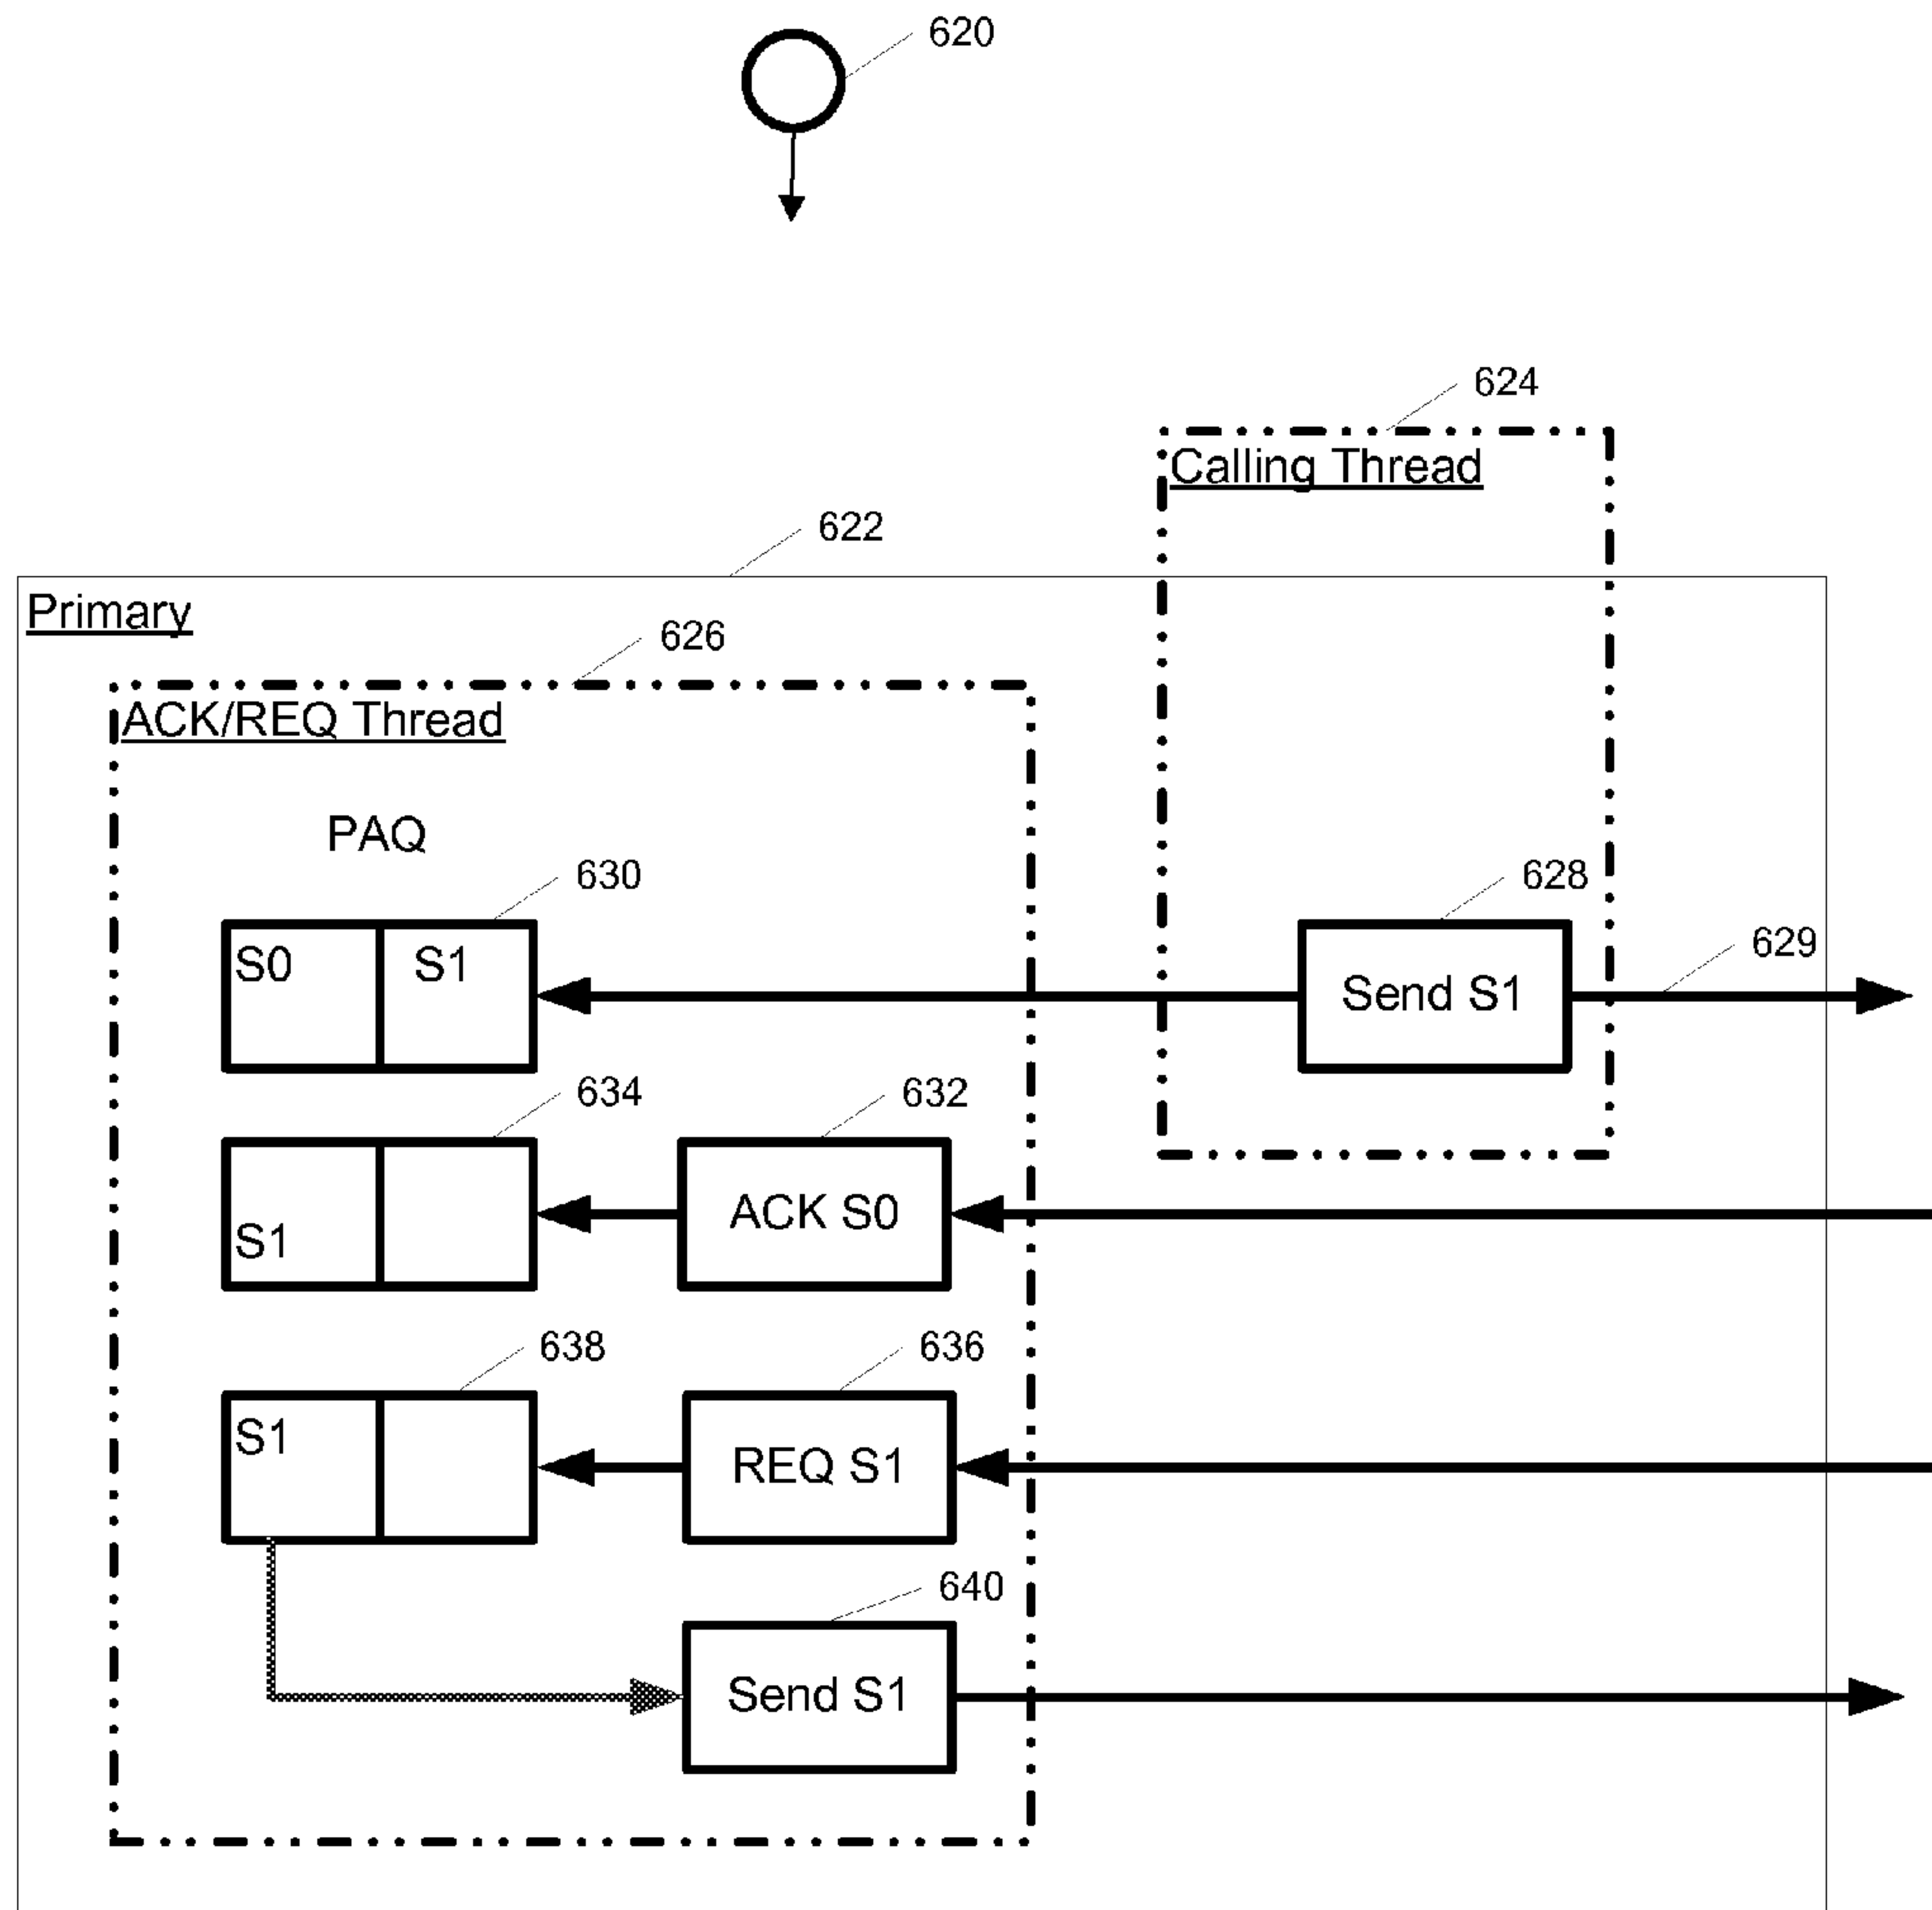 620
624
Calling Thread
622
Primary
626
ACK/REQ Thread
PAQ
630
628
S0 S1
Send S1
629
634
632
S1
ACK S0
638
636
S1
REQ S1
640
Send S1